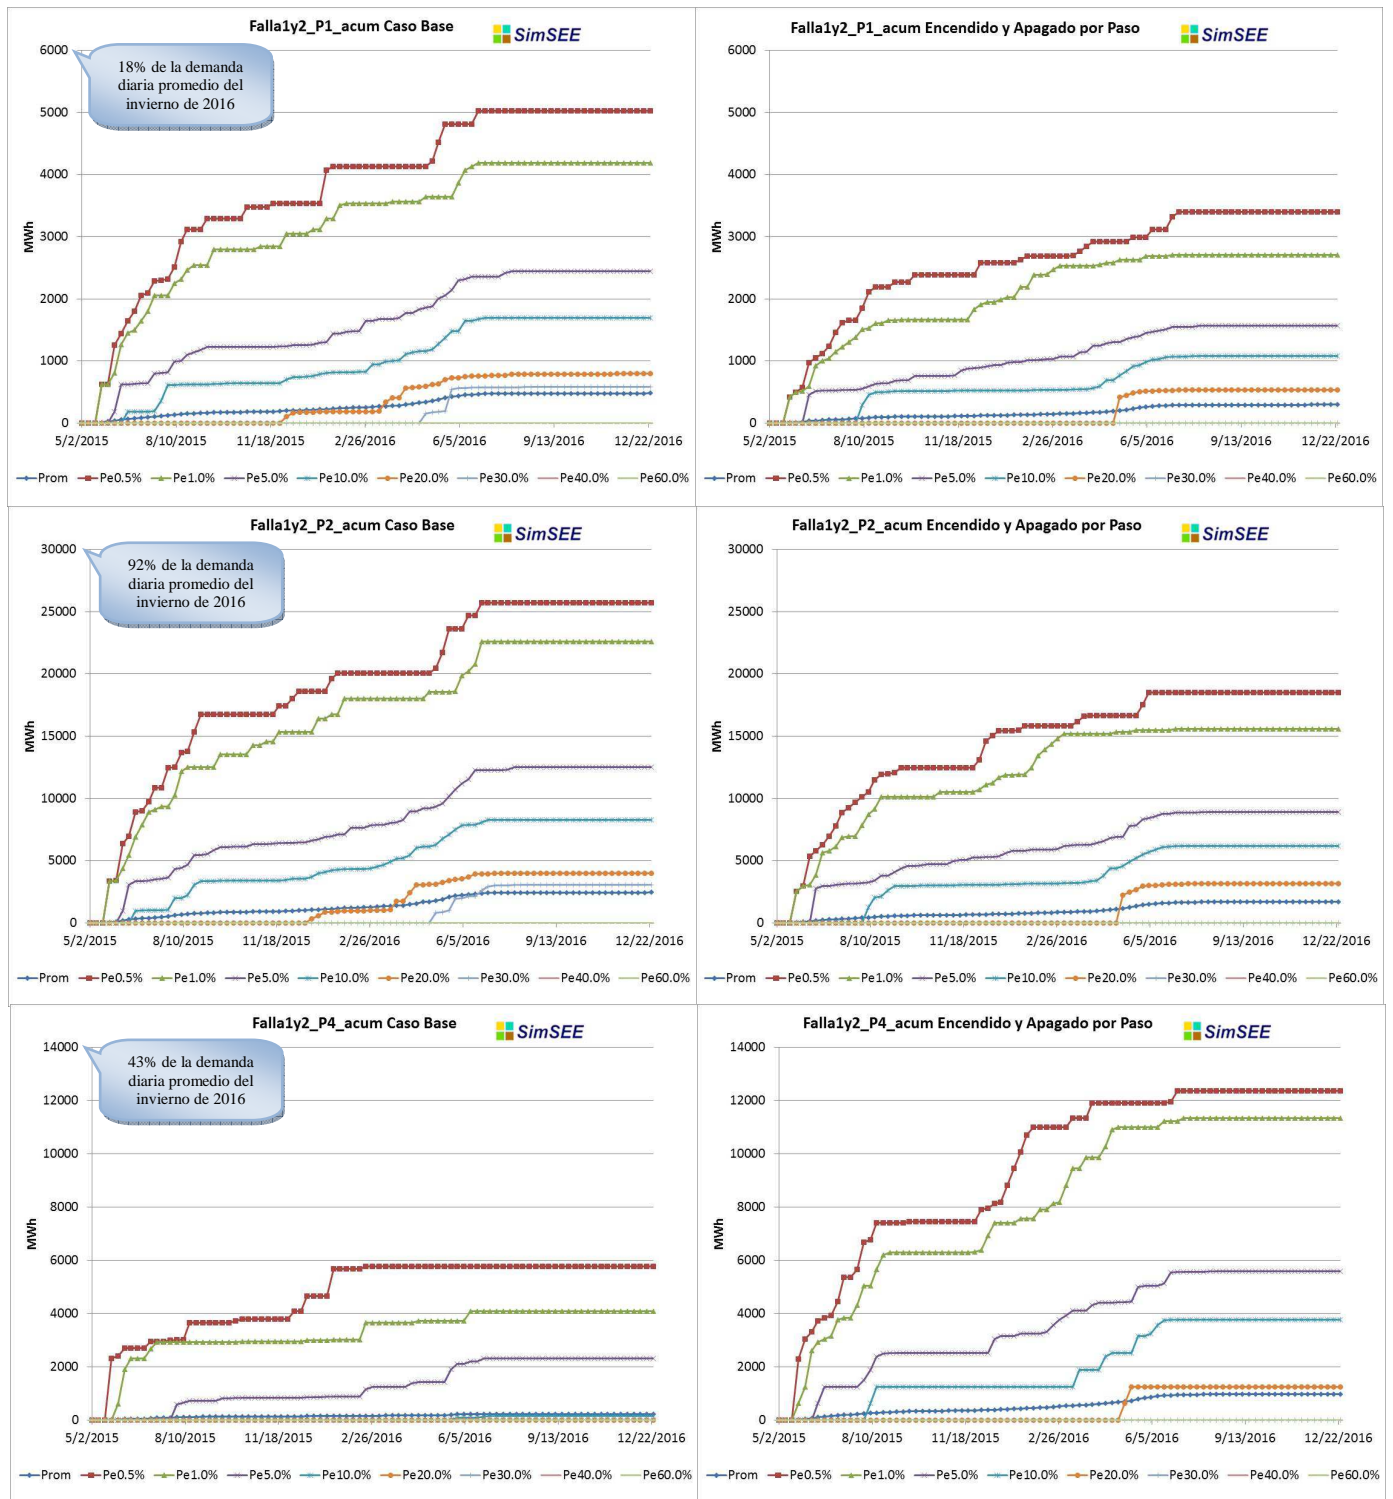 Falla1y2_P1_acum Caso Base
SimSEE
18% de la demanda
diaria promedio del
invierno de 2016
MWh
6000
5000
4000
3000
2000
1000
0
5/2/2015 8/10/2015 11/18/2015 2/26/2016 6/5/2016 9/13/2016 12/22/2016
Prom Pe0.5% Pe1.0% Pe5.0% Pe10.0% Pe20.0% Pe30.0% Pe40.0% Pe60.0%
Falla1y2_P1_acum Encendido y Apagado por Paso
SimSEE
6000
5000
4000
3000
2000
1000
0
5/2/2015 8/10/2015 11/18/2015 2/26/2016 6/5/2016 9/13/2016 12/22/2016
Prom Pe0.5% Pe1.0% Pe5.0% Pe10.0% Pe20.0% Pe30.0% Pe40.0% Pe60.0%
MWh
Falla1y2_P2_acum Caso Base
SimSEE
92% de la demanda
diaria promedio del
invierno de 2016
MWh
30000
25000
20000
15000
10000
5000
0
5/2/2015 8/10/2015 11/18/2015 2/26/2016 6/5/2016 9/13/2016 12/22/2016
Prom Pe0.5% Pe1.0% Pe5.0% Pe10.0% Pe20.0% Pe30.0% Pe40.0% Pe60.0%
Falla1y2_P2_acum Encendido y Apagado por Paso
SimSEE
MWh
30000
25000
20000
15000
10000
5000
0
5/2/2015 8/10/2015 11/18/2015 2/26/2016 6/5/2016 9/13/2016 12/22/2016
Prom Pe0.5% Pe1.0% Pe5.0% Pe10.0% Pe20.0% Pe30.0% Pe40.0% Pe60.0%
Falla1y2_P4_acum Caso Base
SimSEE
43% de la demanda
diaria promedio del
invierno de 2016
MWh
14000
12000
10000
8000
6000
4000
2000
0
5/2/2015 8/10/2015 11/18/2015 2/26/2016 6/5/2016 9/13/2016 12/22/2016
Prom Pe0.5% Pe1.0% Pe5.0% Pe10.0% Pe20.0% Pe30.0% Pe40.0% Pe60.0%
Falla1y2_P4_acum Encendido y Apagado por Paso
SimSEE
MWh
14000
12000
10000
8000
6000
4000
2000
0
5/2/2015 8/10/2015 11/18/2015 2/26/2016 6/5/2016 9/13/2016 12/22/2016
Prom Pe0.5% Pe1.0% Pe5.0% Pe10.0% Pe20.0% Pe30.0% Pe40.0% Pe60.0%